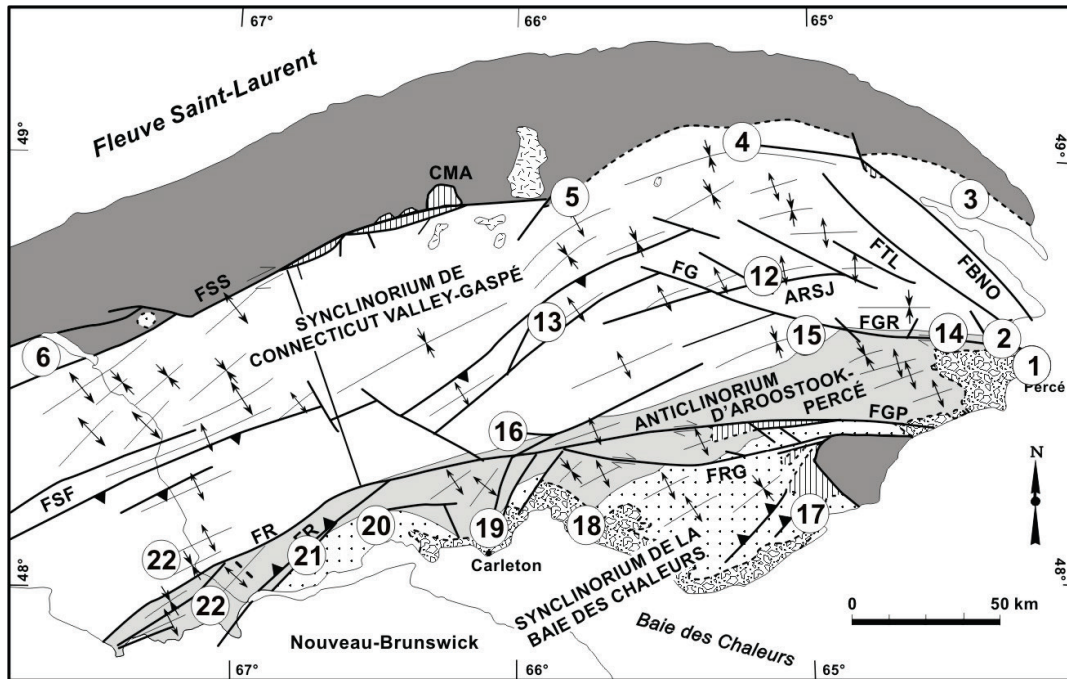 67°
66°
65°
Fleuve Saint-Laurent
49°
49°
4
CMA
5
3
FSS
SYNCLINORIUM DE
CONNECTICUT VALLEY-GASPÉ
FTL
FBNO
FG
12
ARSJ
13
FGR
14
2
15
1
Percé
6
ANTICLINORIUM
D'AROOSTOOK-
PERCÉ
FGP
16
FRG
FSF
N
FR
20
19
18
17
21
R
Carleton
22
22
48°
48°
SYNCLINORIUM DE LA
BAIE DES CHALEURS
0
50 km
Nouveau-Brunswick
Baie des Chaleurs
67°
66°
65°